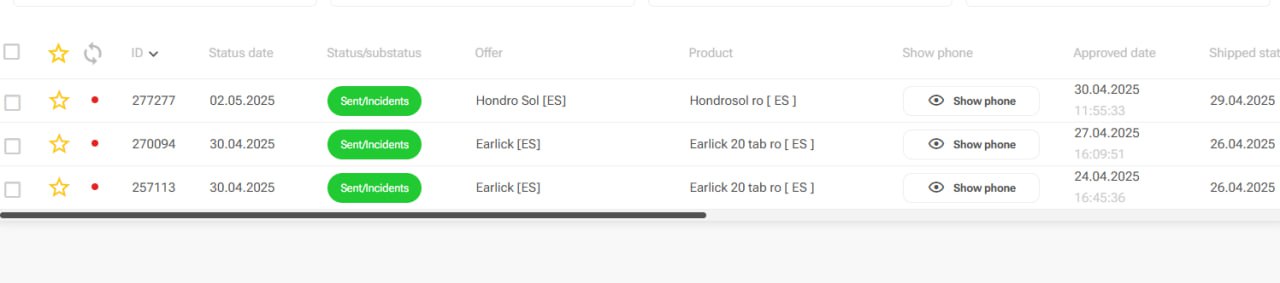 ID Status date Status/substatus Offer Product Show phone Approved date Shipped stat
277277 02.05.2025 Sent/Incidents Hondro Sol [ES] Hondrosol ro [ ES ] Show phone 30.04.2025 11:55:33 29.04.2025
270094 30.04.2025 Sent/Incidents Earlick [ES] Earlick 20 tab ro [ ES ] Show phone 27.04.2025 16:09:51 26.04.2025
257113 30.04.2025 Sent/Incidents Earlick [ES] Earlick 20 tab ro [ ES ] Show phone 24.04.2025 16:45:36 26.04.2025